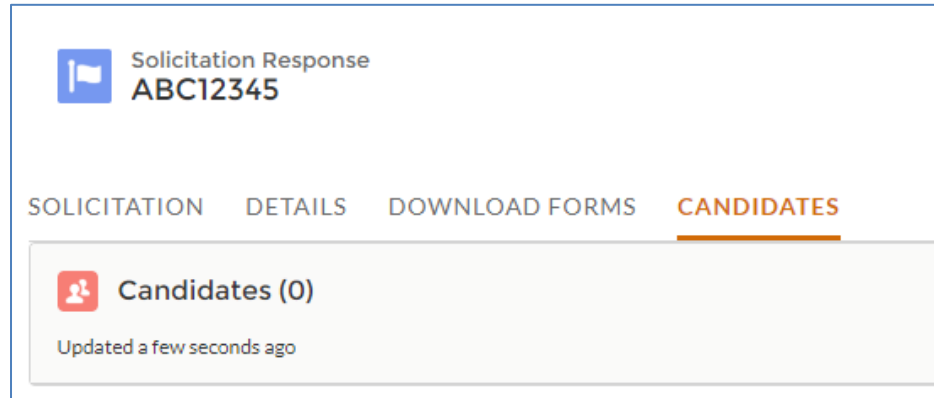 Solicitation Response
ABC12345
SOLICITATION DETAILS DOWNLOAD FORMS CANDIDATES
Candidates (0)
Updated a few seconds ago